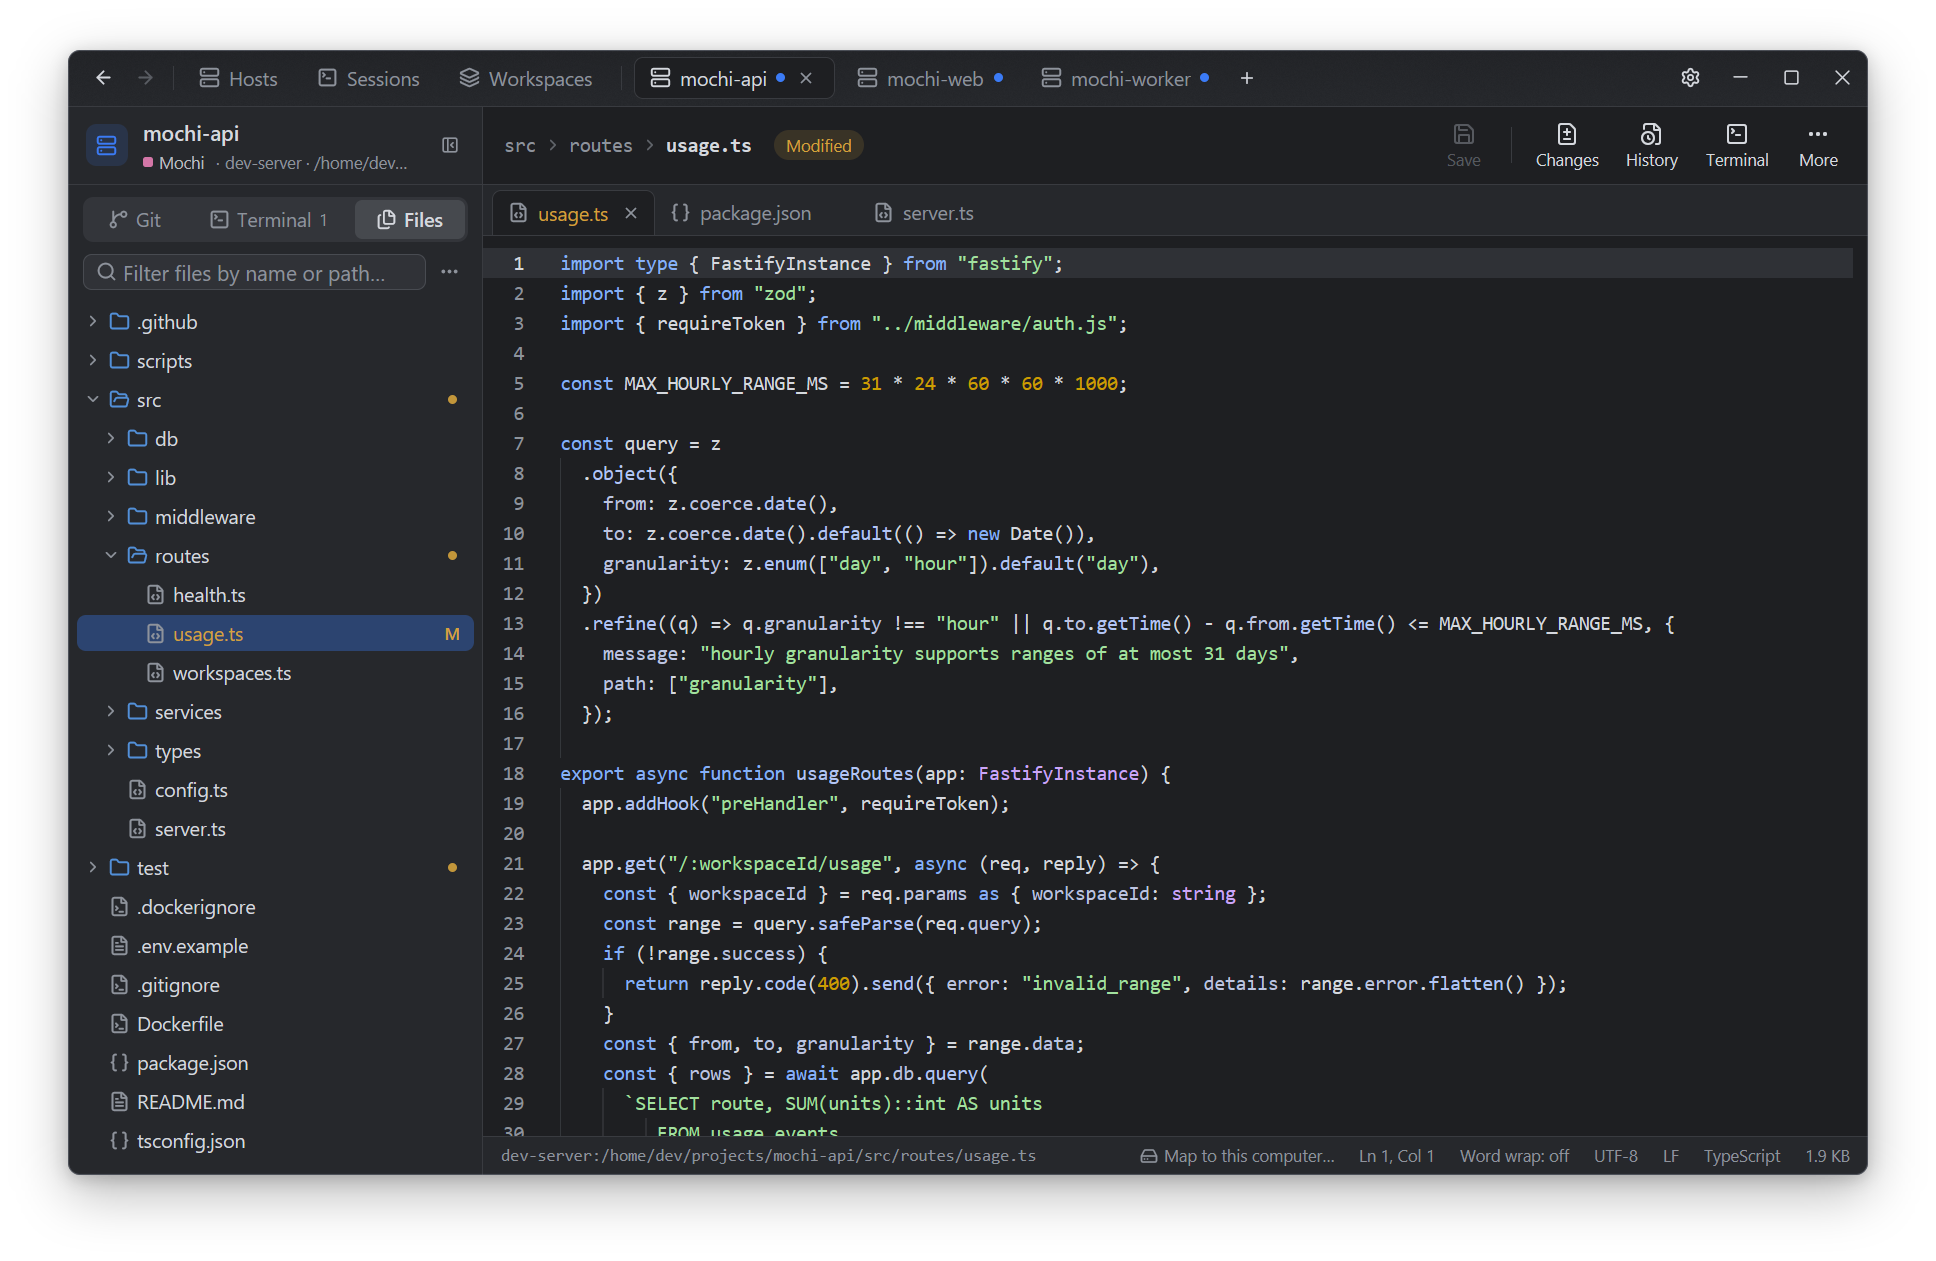 Hosts
Sessions
Workspaces
mochi-api
mochi-web
mochi-worker
mochi-api
Mochi · dev-server · /home/dev...
src > routes > usage.ts
Modified
Save
Changes
History
Terminal
More
Git
Terminal 1
Files
Filter files by name or path...
.github
scripts
src
db
lib
middleware
routes
health.ts
usage.ts M
workspaces.ts
services
types
config.ts
server.ts
test
.dockerignore
.env.example
.gitignore
Dockerfile
{} package.json
README.md
{} tsconfig.json
usage.ts
{} package.json
server.ts
1 import type { FastifyInstance } from "fastify";
2 import { z } from "zod";
3 import { requireToken } from "../middleware/auth.js";
4
5 const MAX_HOURLY_RANGE_MS = 31 * 24 * 60 * 60 * 1000;
6
7 const query = z
8 .object({
9 from: z.coerce.date(),
10 to: z.coerce.date().default(() => new Date()),
11 granularity: z.enum(["day", "hour"]).default("day"),
12 })
13 .refine((q) => q.granularity !== "hour" || q.to.getTime() - q.from.getTime() <= MAX_HOURLY_RANGE_MS, {
14 message: "hourly granularity supports ranges of at most 31 days",
15 path: ["granularity"],
16 });
17
18 export async function usageRoutes(app: FastifyInstance) {
19 app.addHook("preHandler", requireToken);
20
21 app.get("/:workspaceId/usage", async (req, reply) => {
22 const { workspaceId } = req.params as { workspaceId: string };
23 const range = query.safeParse(req.query);
24 if (!range.success) {
25 return reply.code(400).send({ error: "invalid_range", details: range.error.flatten() });
26 }
27 const { from, to, granularity } = range.data;
28 const { rows } = await app.db.query(
29 `SELECT route, SUM(units)::int AS units
30 FROM usage_events
dev-server:/home/dev/projects/mochi-api/src/routes/usage.ts
Map to this computer...
Ln 1, Col 1
Word wrap: off
UTF-8
LF
TypeScript
1.9 KB